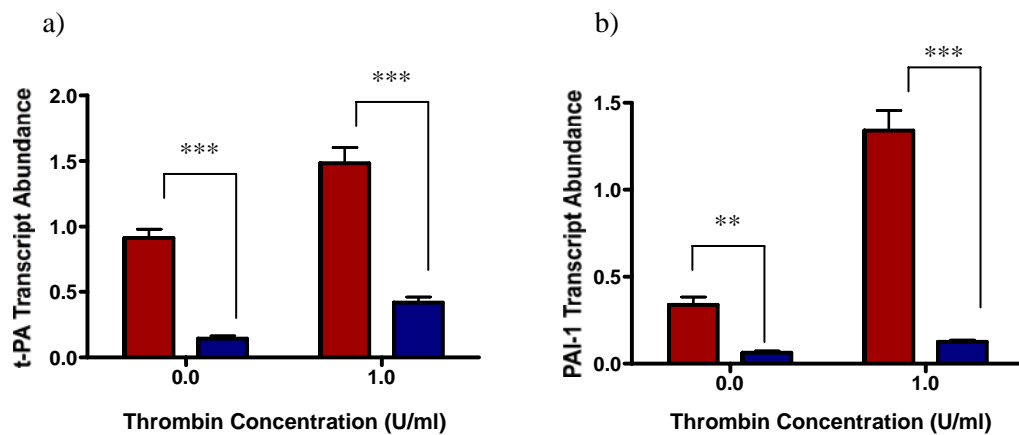 a)
t-PA Transcript Abundance
2.0
1.5
1.0
0.5
0.0
***
***
0.0 1.0
Thrombin Concentration (U/ml)
b)
PAI-1 Transcript Abundance
1.5
1.0
0.5
0.0
**
***
0.0 1.0
Thrombin Concentration (U/ml)